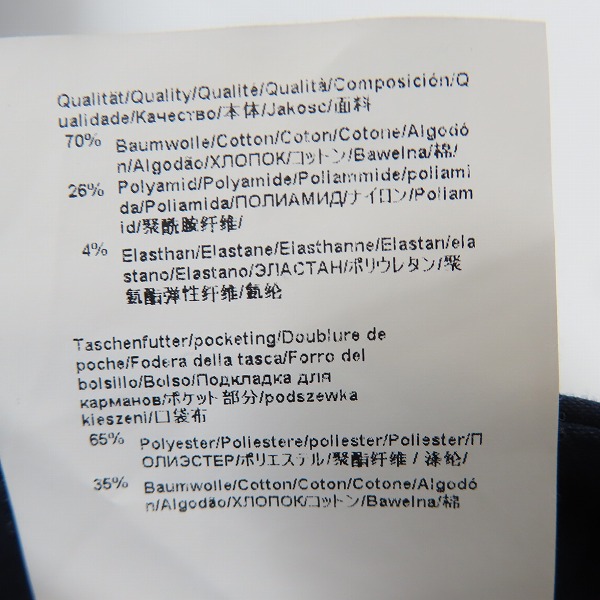 Qualität/Quality/Qualité/Qualità/Composición/Q
ualidade/Качество/本体/Jakosc/面料
70% Baumwolle/Cotton/Coton/Cotone/Algodó
n/Algodão/ХЛОПОК/コットン/Bawelna/棉/
26% Polyamid/Polyamide/Poliammide/poliami
da/Poliamida/ПОЛИАМИД/ナイロン/Poliam
id/聚酰胺纤维/
4% Elasthan/Elastane/Elasthanne/Elastan/ela
stano/Elastano/ЭЛАСТАН/ポリウレタン/聚
氨酯弹性纤维/氨纶
Taschenfutter/pocketing/Doublure de
poche/Fodera della tasca/Forro del
bolsillo/Bolso/Подкладка для
карманов/ポケット部分/podszewka
kieszeni/口袋布
65% Polyester/Poliestere/poliester/Poliester/П
ОЛИЭСТЕР/ポリエステル/聚酯纤维 / 涤纶/
35% Baumwolle/Cotton/Coton/Cotone/Algodó
n/Algodão/ХЛОПОК/コットン/Bawelna/棉